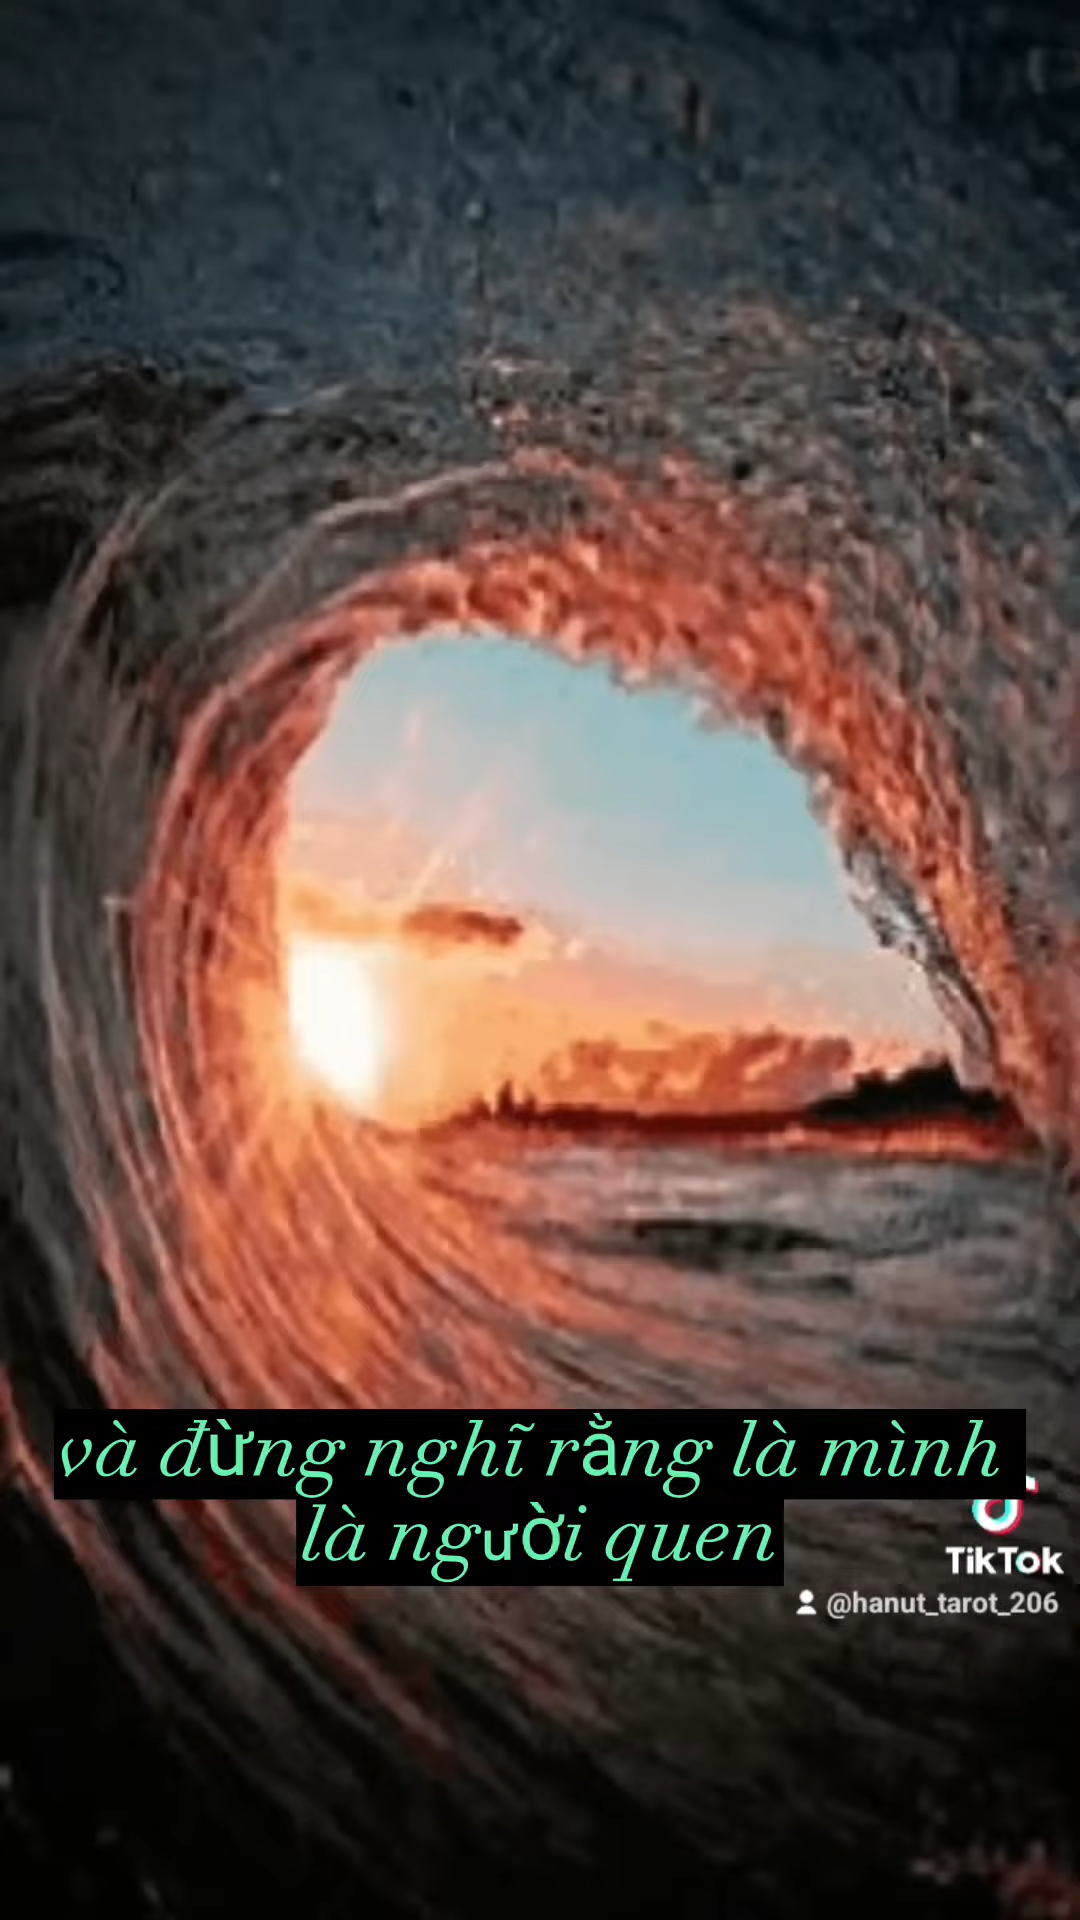 và đừng nghĩ rằng là mình
là người quen
TikTok
@hanut_tarot_206